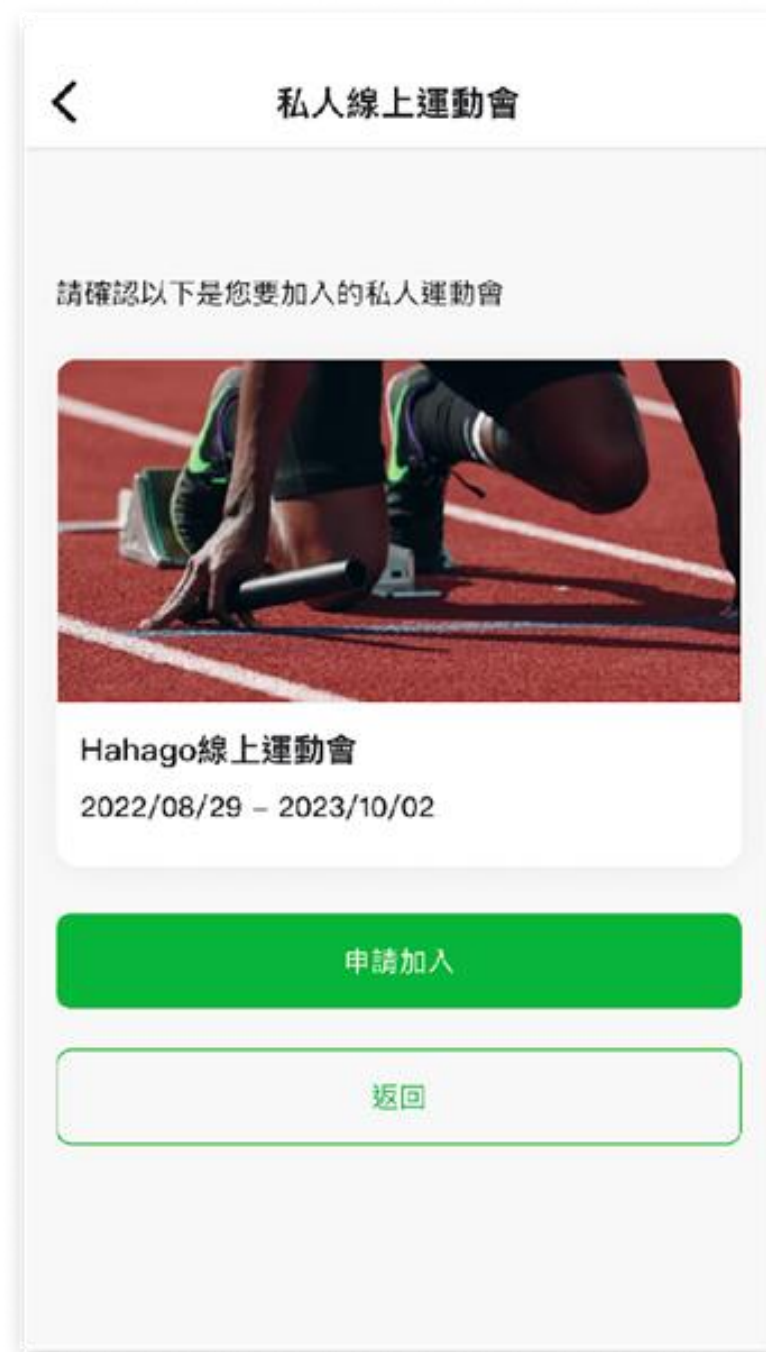 私人線上運動會
請確認以下是您要加入的私人運動會
Hahago線上運動會
2022/08/29 – 2023/10/02
申請加入
返回